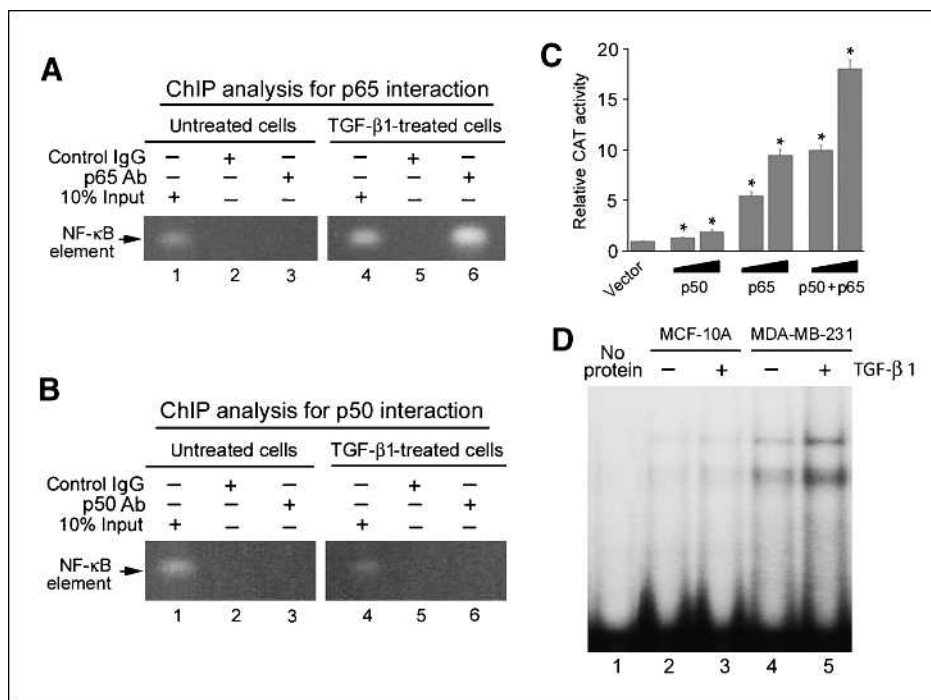 A
ChIP analysis for p65 interaction
Untreated cells TGF-β1-treated cells
Control IgG – + – – + –
p65 Ab – – + – – +
10% Input + – – + – –
NF-κB
element
1 2 3 4 5 6
B
ChIP analysis for p50 interaction
Untreated cells TGF-β1-treated cells
Control IgG – + – – + –
p50 Ab – – + – – +
10% Input + – – + – –
NF-κB
element
1 2 3 4 5 6
C
Relative CAT activity
20
15
10
5
0
* * * * * *
Vector p50 p65 p50+p65
D
MCF-10A MDA-MB-231
No
protein – + – + TGF-β 1
1 2 3 4 5